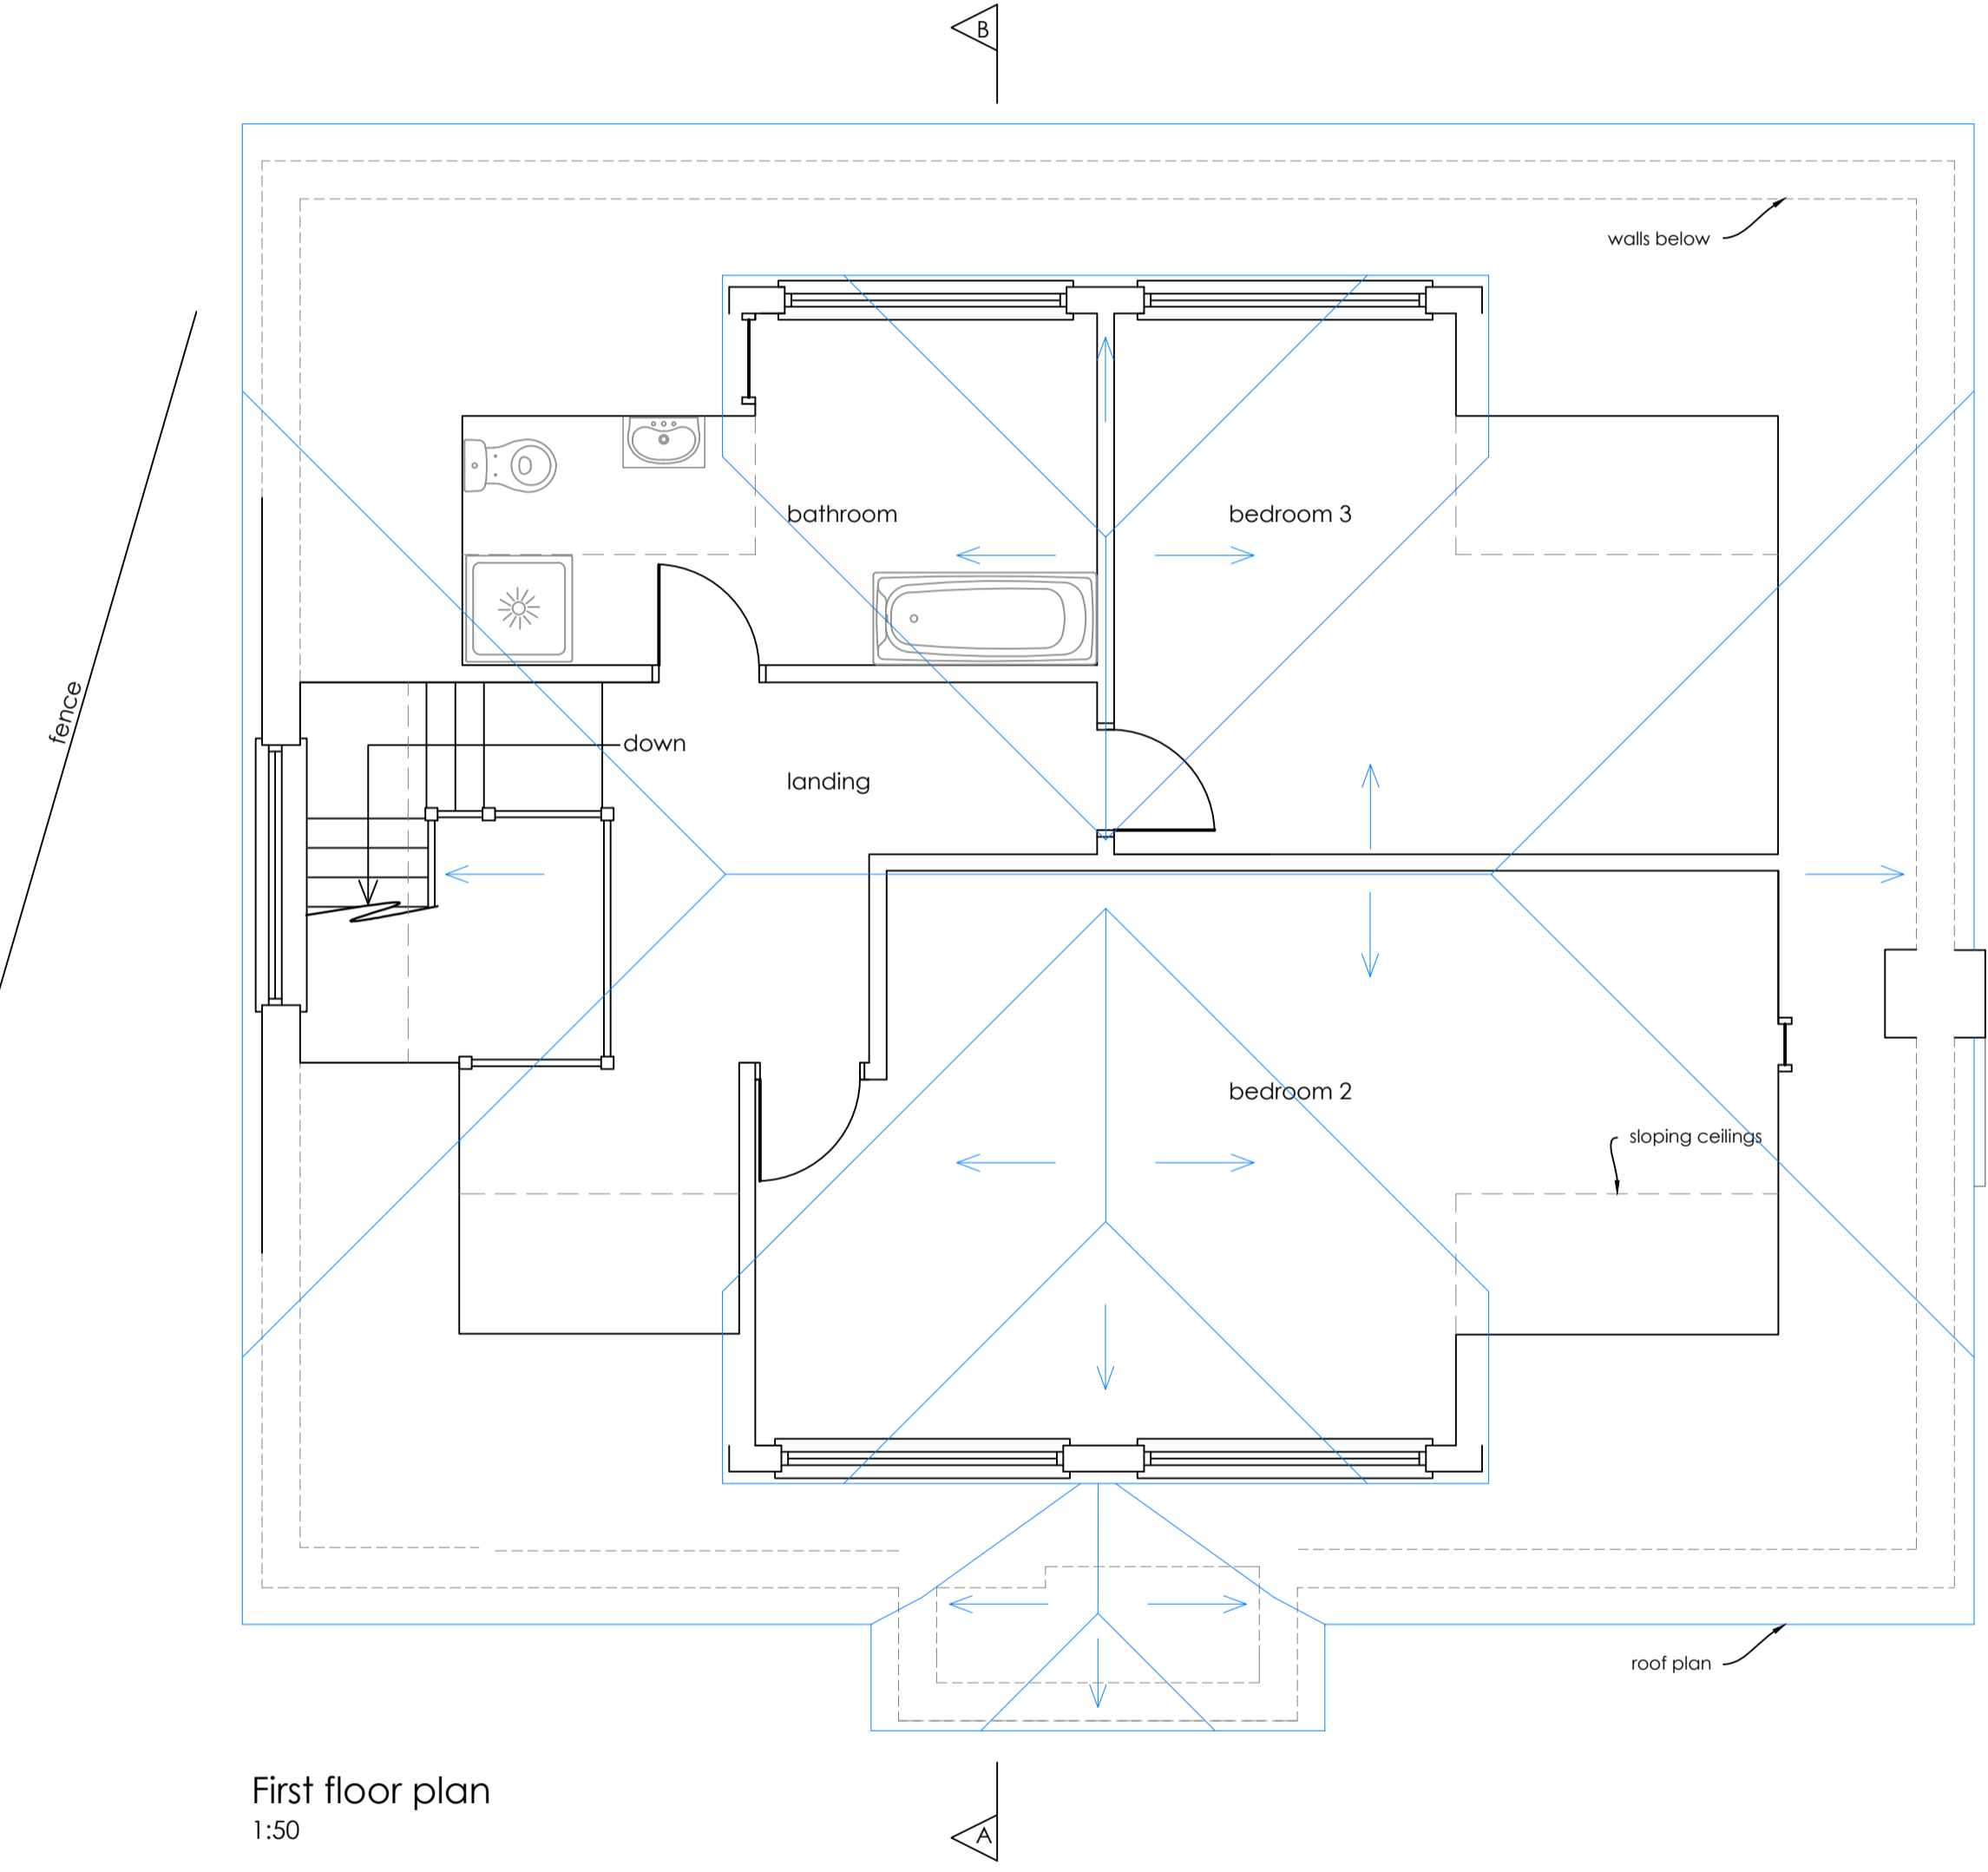 B
walls below
bathroom
bedroom 3
fence
down
landing
bedroom 2
sloping ceilings
roof plan
First floor plan
1:50
A